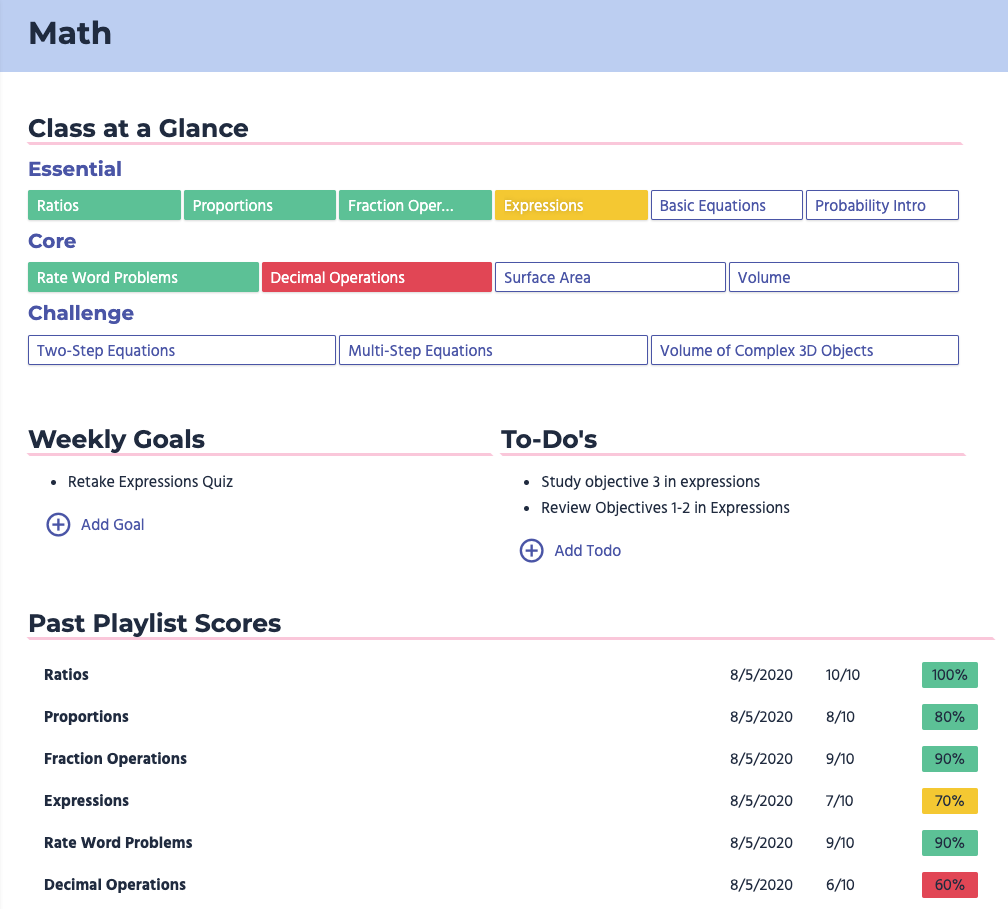 Math
Class at a Glance
Essential
Ratios Proportions Fraction Oper... Expressions Basic Equations Probability Intro
Core
Rate Word Problems Decimal Operations Surface Area Volume
Challenge
Two-Step Equations Multi-Step Equations Volume of Complex 3D Objects
Weekly Goals
• Retake Expressions Quiz
Add Goal
To-Do's
• Study objective 3 in expressions
• Review Objectives 1-2 in Expressions
Add Todo
Past Playlist Scores
Ratios 8/5/2020 10/10 100%
Proportions 8/5/2020 8/10 80%
Fraction Operations 8/5/2020 9/10 90%
Expressions 8/5/2020 7/10 70%
Rate Word Problems 8/5/2020 9/10 90%
Decimal Operations 8/5/2020 6/10 60%